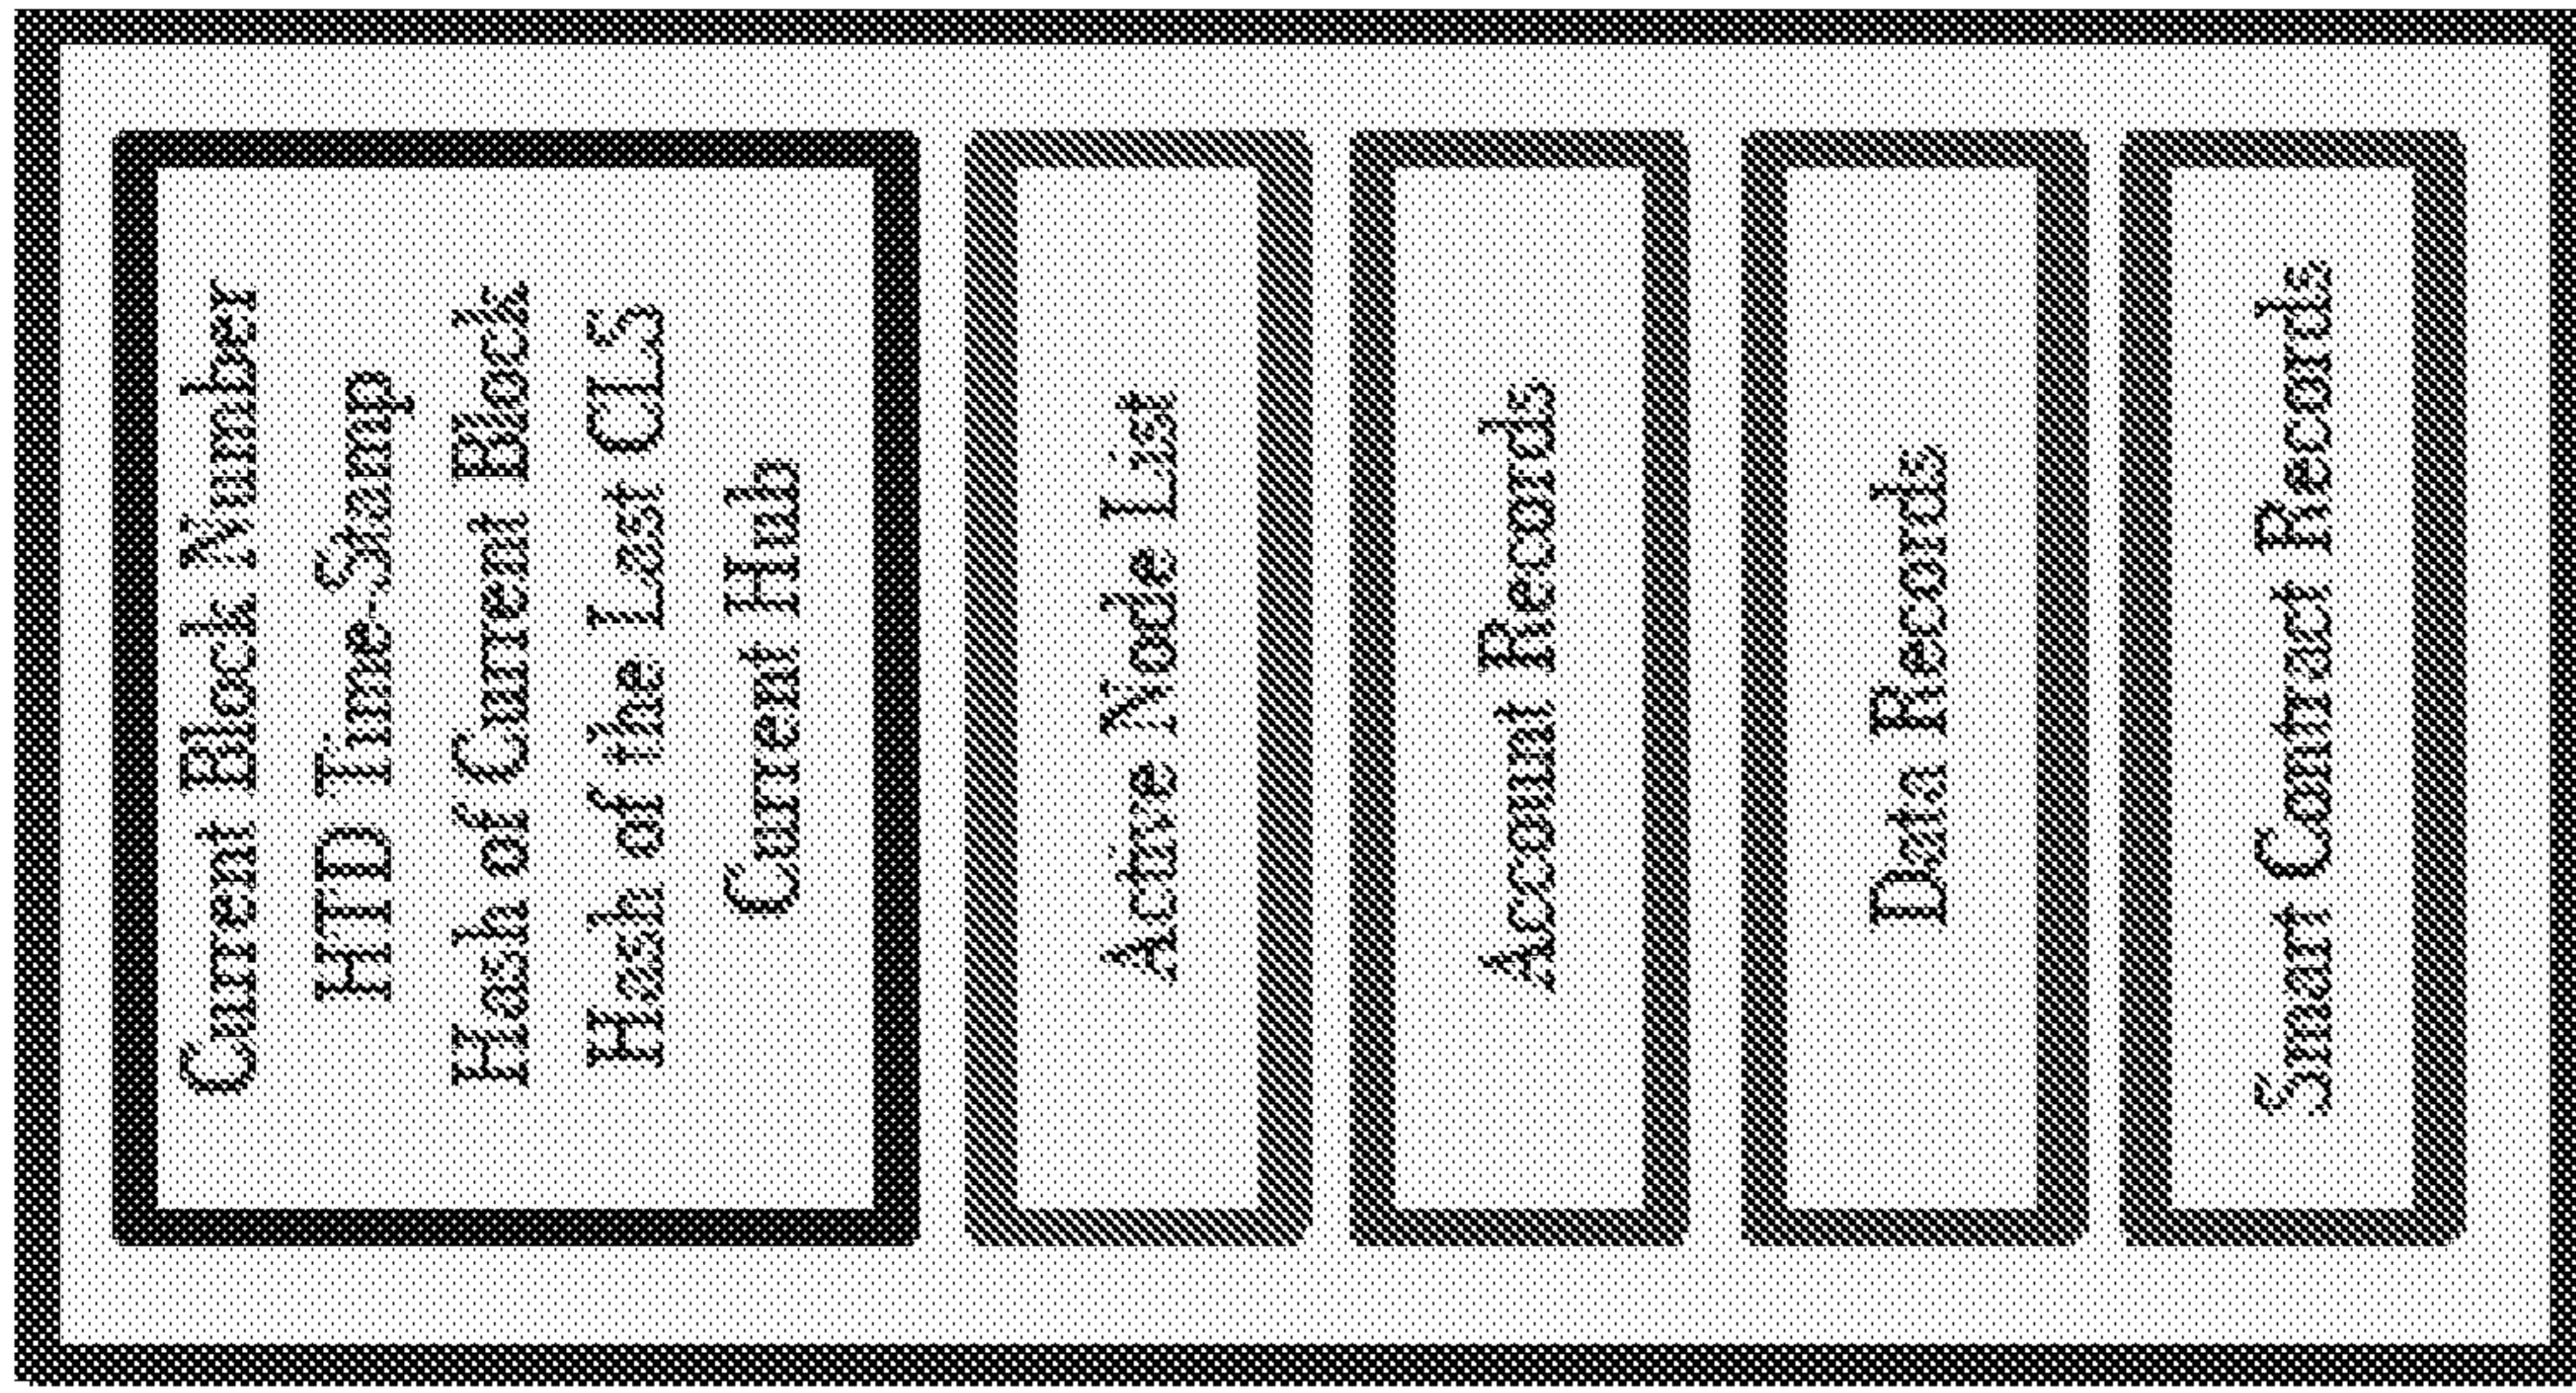 Current Block Number
HTD Time-Stamp
Hash of Current Block
Hash of the Last CLS
Current Hub
Active Node List
Account Records
Data Records
Smart Contract Records